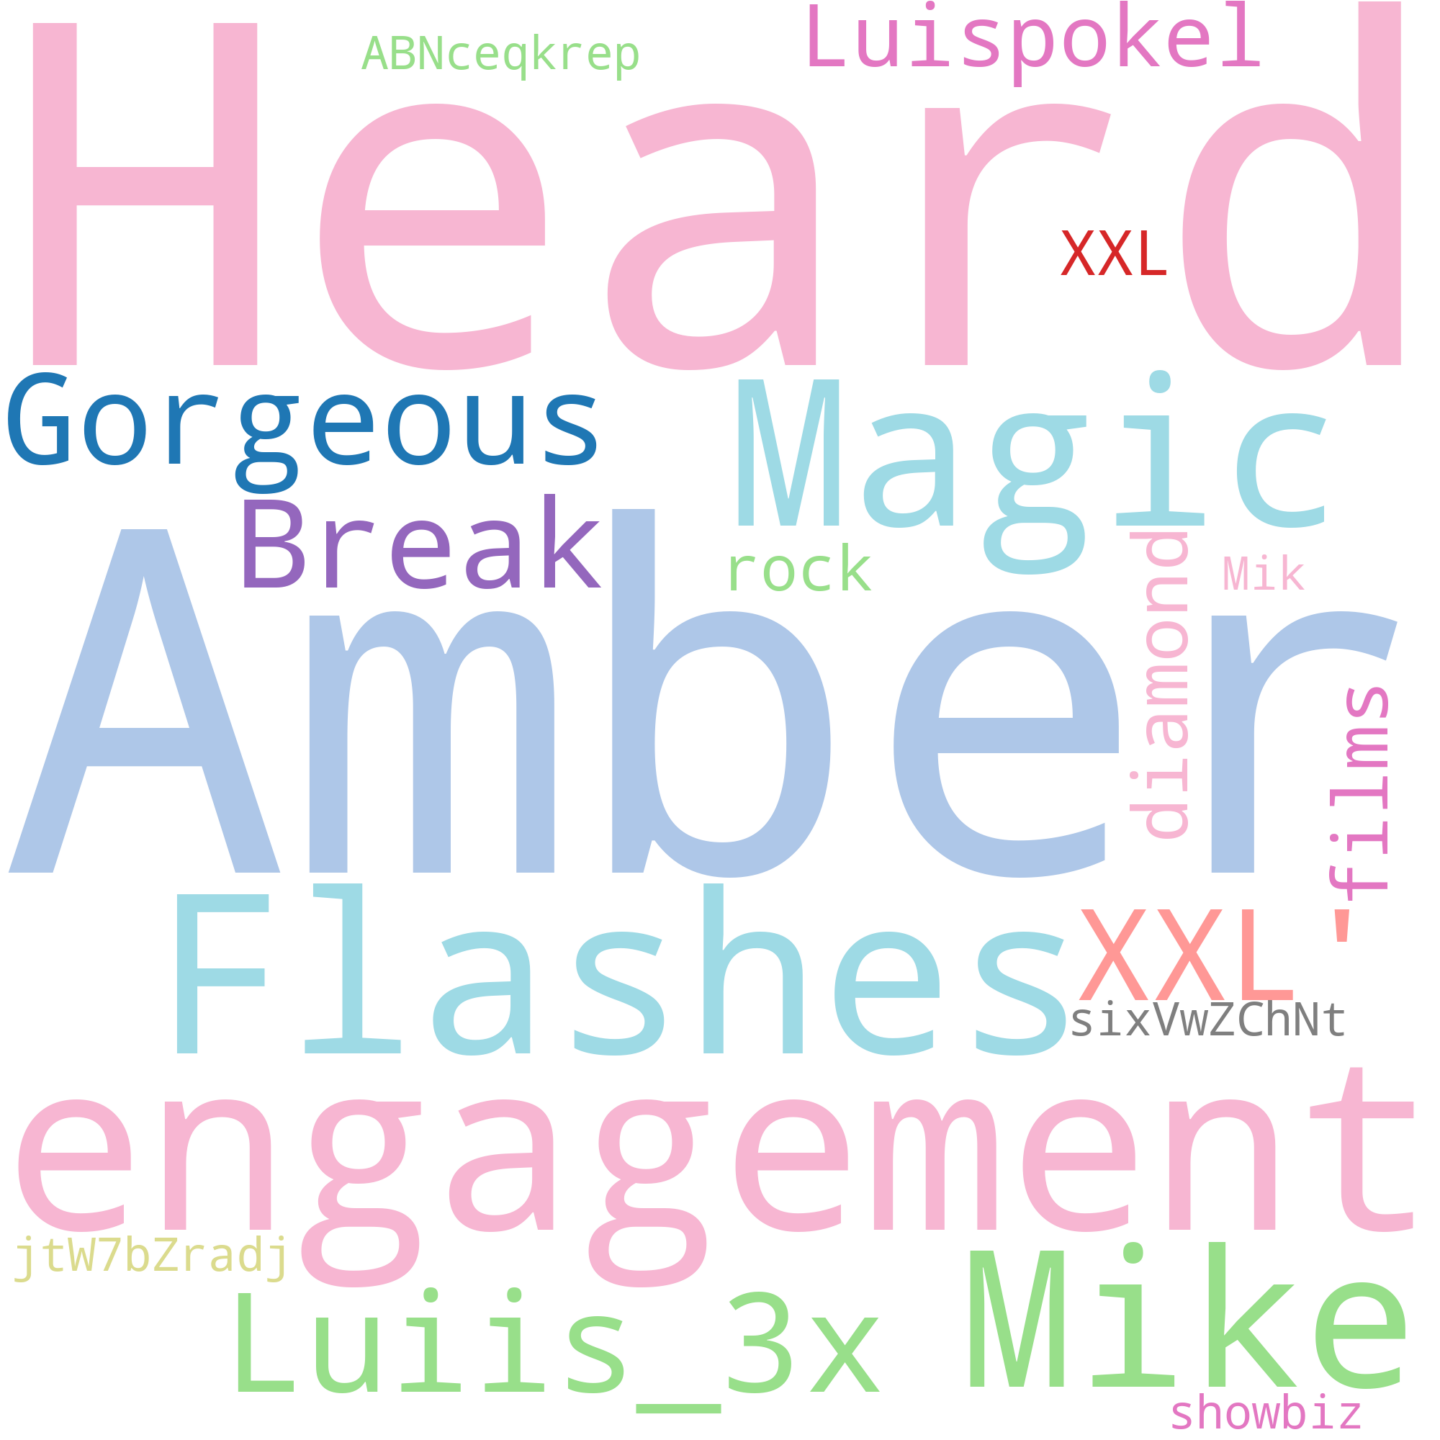 ABNceqkrep
Luispokel
Heard
XXL
Gorgeous
Magic
Break
rock
Mik
Amber
diamond
films
Flashes
XXL'
sixVwZChNt
engagement
jtW7bZradj
Luiis_3x
Mike
showbiz